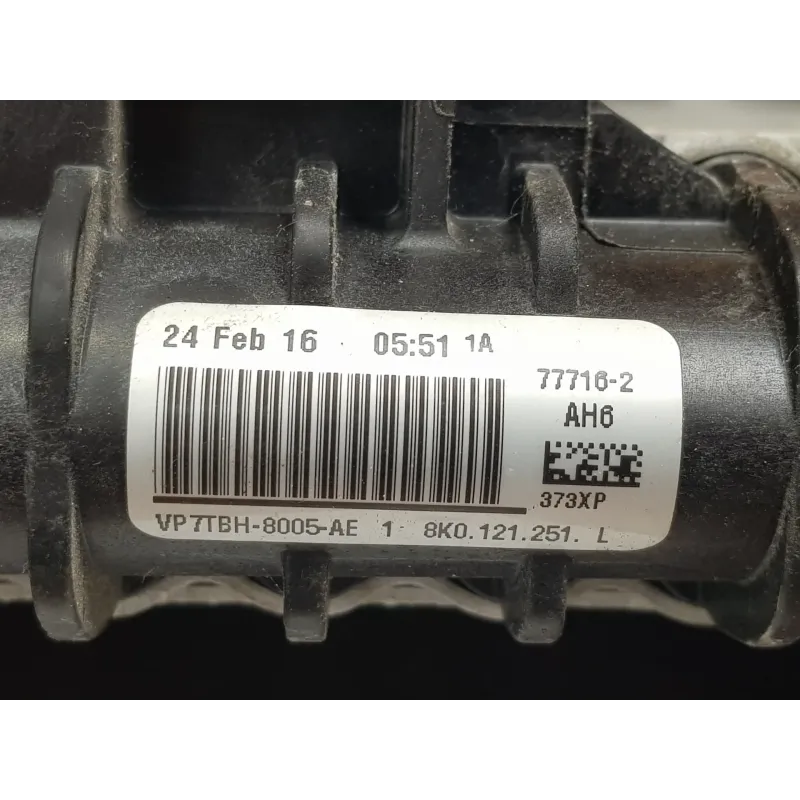 24 Feb 16 05:51 1A
77716-2
AH6
373XP
VP7TBH-8005-AE 1 8K0.121.251. L